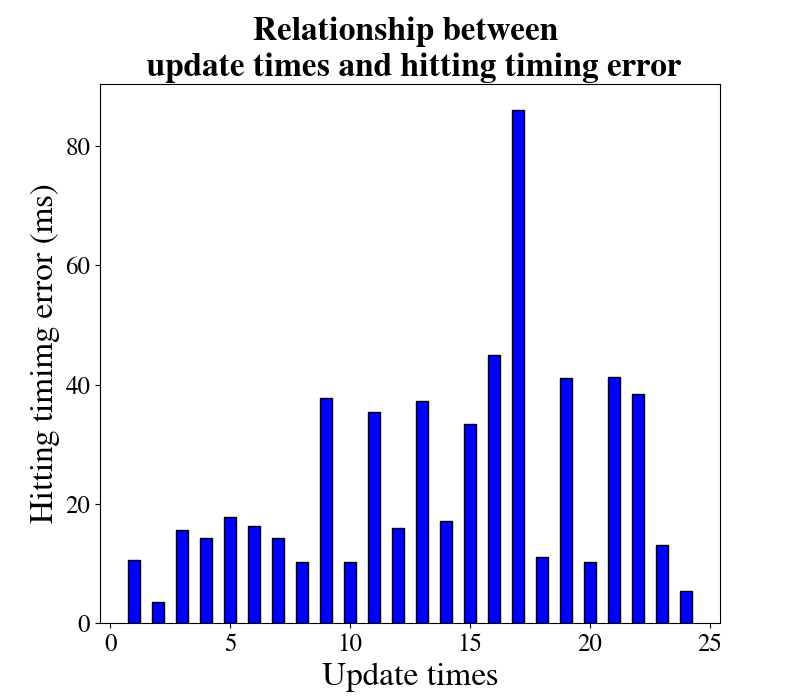 Relationship between
update times and hitting timing error
Hitting timimg error (ms)
80
60
40
20
0
0 5 10 15 20 25
Update times